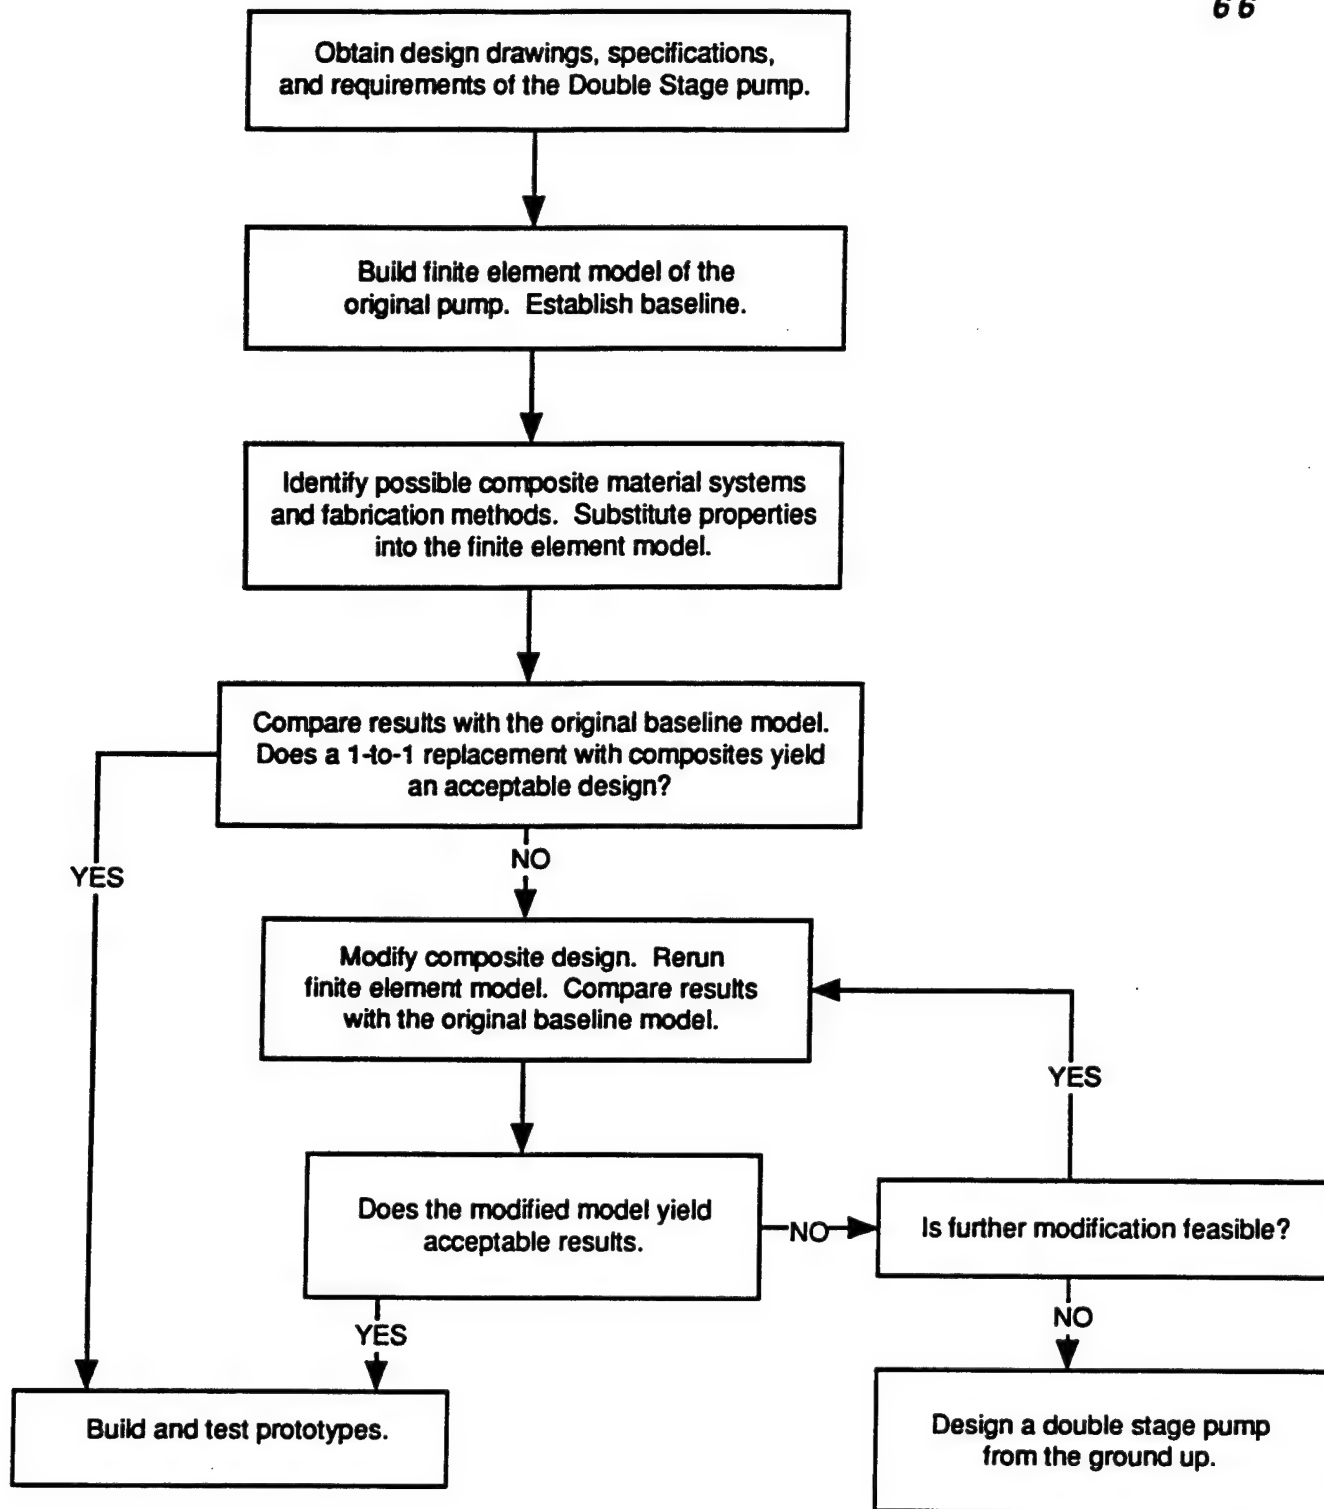 66
Obtain design drawings, specifications,
and requirements of the Double Stage pump.
Build finite element model of the
original pump. Establish baseline.
Identify possible composite material systems
and fabrication methods. Substitute properties
into the finite element model.
Compare results with the original baseline model.
Does a 1-to-1 replacement with composites yield
an acceptable design?
YES
NO
Modify composite design. Rerun
finite element model. Compare results
with the original baseline model.
YES
Does the modified model yield
acceptable results.
NO
Is further modification feasible?
YES
NO
Build and test prototypes.
Design a double stage pump
from the ground up.